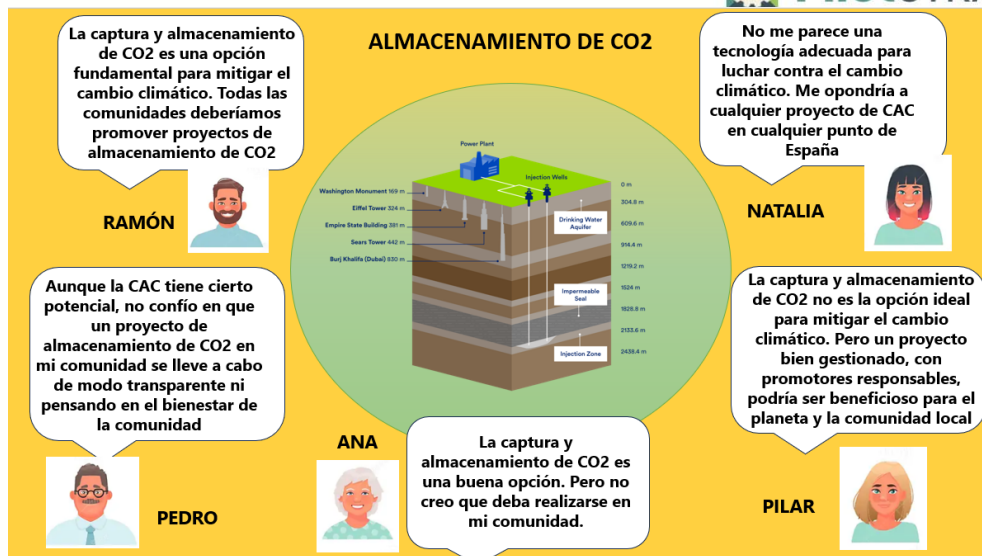 ALMACENAMIENTO DE CO2
La captura y almacenamiento
de CO2 es una opción
fundamental para mitigar el
cambio climático. Todas las
comunidades deberíamos
promover proyectos de
almacenamiento de CO2
RAMÓN
No me parece una
tecnología adecuada para
luchar contra el cambio
climático. Me opondría a
cualquier proyecto de CAC
en cualquier punto de
España
NATALIA
Power Plant
Injection Wells
Washington Monument 169 m
Eiffel Tower 324 m
Empire State Building 381 m
Sears Tower 442 m
Burj Khalifa (Dubai) 830 m
0 m
304.8 m
609.6 m
914.4 m
1219.2 m
1524 m
1828.8 m
2133.6 m
2438.4 m
Drinking Water
Aquifer
Impermeable
Seal
Injection Zone
Aunque la CAC tiene cierto
potencial, no confío en que
un proyecto de
almacenamiento de CO2 en
mi comunidad se lleve a cabo
de modo transparente ni
pensando en el bienestar de
la comunidad
PEDRO
ANA
La captura y
almacenamiento de CO2 es
una buena opción. Pero no
creo que deba realizarse en
mi comunidad.
La captura y almacenamiento
de CO2 no es la opción ideal
para mitigar el cambio
climático. Pero un proyecto
bien gestionado, con
promotores responsables,
podría ser beneficioso para el
planeta y la comunidad local
PILAR